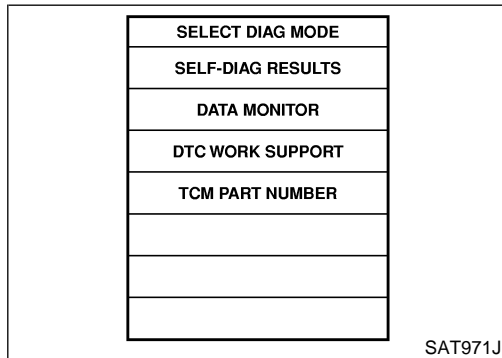 SELECT DIAG MODE
SELF-DIAG RESULTS
DATA MONITOR
DTC WORK SUPPORT
TCM PART NUMBER
SAT971J